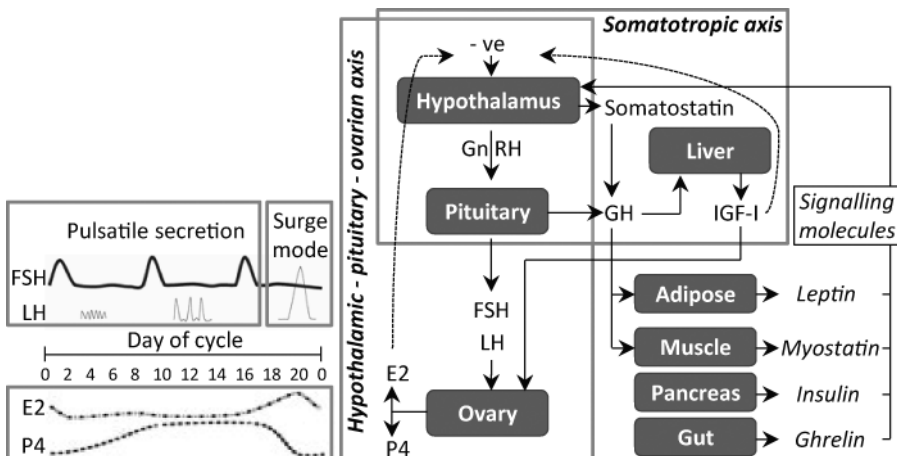 Somatotropic axis
Hypothalamic - pituitary - ovarian axis
- ve
Hypothalamus
Somatostatin
GnRH
Liver
Pituitary
GH
IGF-I
Signalling
molecules
Pulsatile secretion
Surge
mode
FSH
LH
Day of cycle
0 2 4 6 8 10 12 14 16 18 20 0
E2
P4
FSH
LH
E2
P4
Ovary
Adipose
Leptin
Muscle
Myostatin
Pancreas
Insulin
Gut
Ghrelin